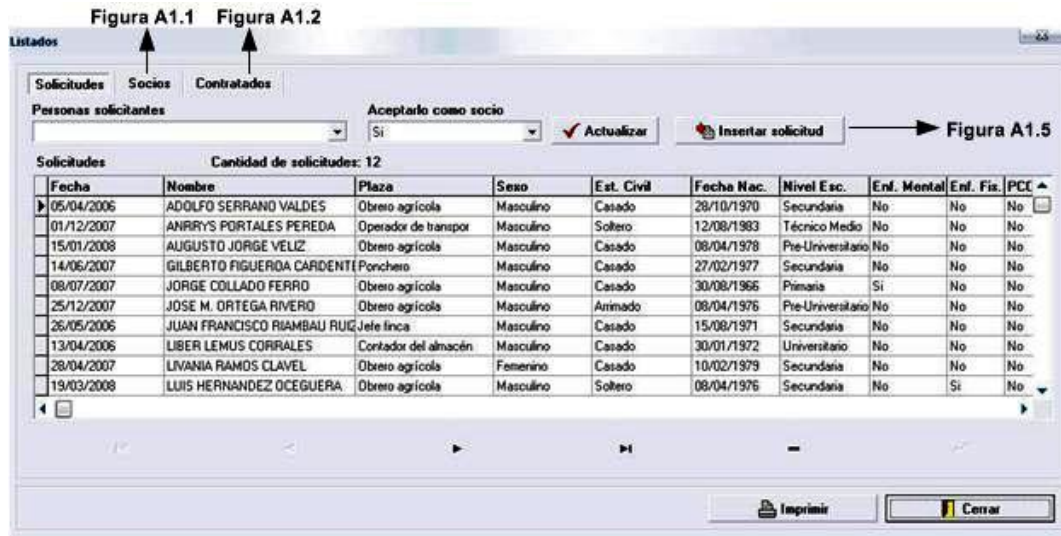 Figura A1.1 Figura A1.2
Listados
Solicitudes Socios Contratados
Personas solicitantes Aceptarlo como socio
Si Actualizar Insertar solicitud Figura A1.5
Solicitudes Cantidad de solicitudes: 12
Fecha Nombre Plaza Sexo Est. Civil Fecha Nac. Nivel Esc. Enf. Mental Enf. Fis. PCC
05/04/2006 ADOLFO SERRANO VALDES Obrero agrícola Masculino Casado 28/10/1970 Secundaria No No No
01/12/2007 ANRRYS PORTALES PEREDA Operador de transpor Masculino Soltero 12/08/1983 Técnico Medio No No No
15/01/2008 AUGUSTO JORGE VELIZ Obrero agrícola Masculino Casado 08/04/1978 Pre-Universitario No No No
14/06/2007 GILBERTO FIGUEROA CARDENTE Ponchero Masculino Casado 27/02/1977 Secundaria No No No
08/07/2007 JORGE COLLADO FERRO Obrero agrícola Masculino Casado 30/08/1966 Primaria Si No No
25/12/2007 JOSE M. ORTEGA RIVERO Obrero agrícola Masculino Arrimado 08/04/1976 Pre-Universitario No No No
26/05/2006 JUAN FRANCISCO RIAMBAU RUIZ Jefe finca Masculino Casado 15/08/1971 Secundaria No No No
13/04/2006 LIBER LEMUS CORRALES Contador del almacén Masculino Casado 30/01/1972 Universitario No No No
28/04/2007 LIVANIA RAMOS CLAVEL Obrero agrícola Femenino Casado 10/02/1979 Secundaria No No No
19/03/2008 LUIS HERNANDEZ OCEGUERA Obrero agrícola Masculino Soltero 08/04/1976 Secundaria No Si No
Imprimir Cerrar